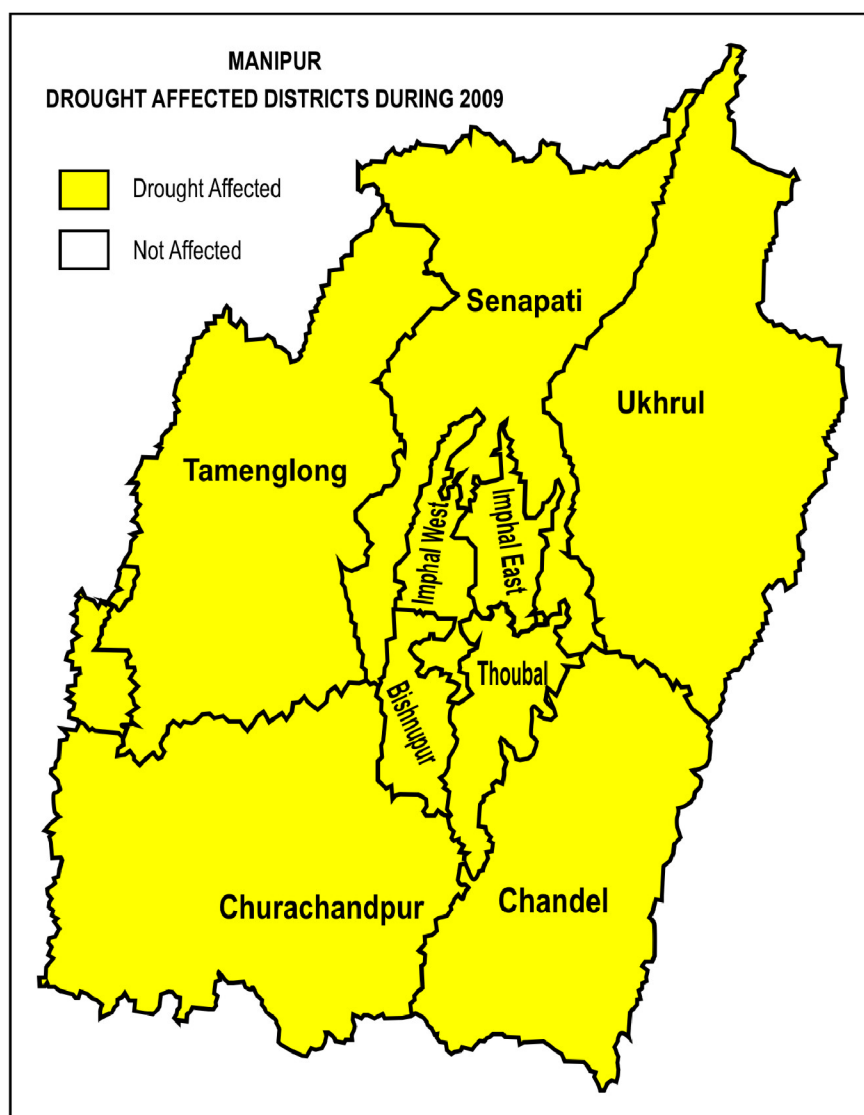 MANIPUR
DROUGHT AFFECTED DISTRICTS DURING 2009
Drought Affected
Not Affected
Senapati
Ukhrul
Tamenglong
Imphal West
Imphal East
Thoubal
Bishnupur
Churachandpur
Chandel